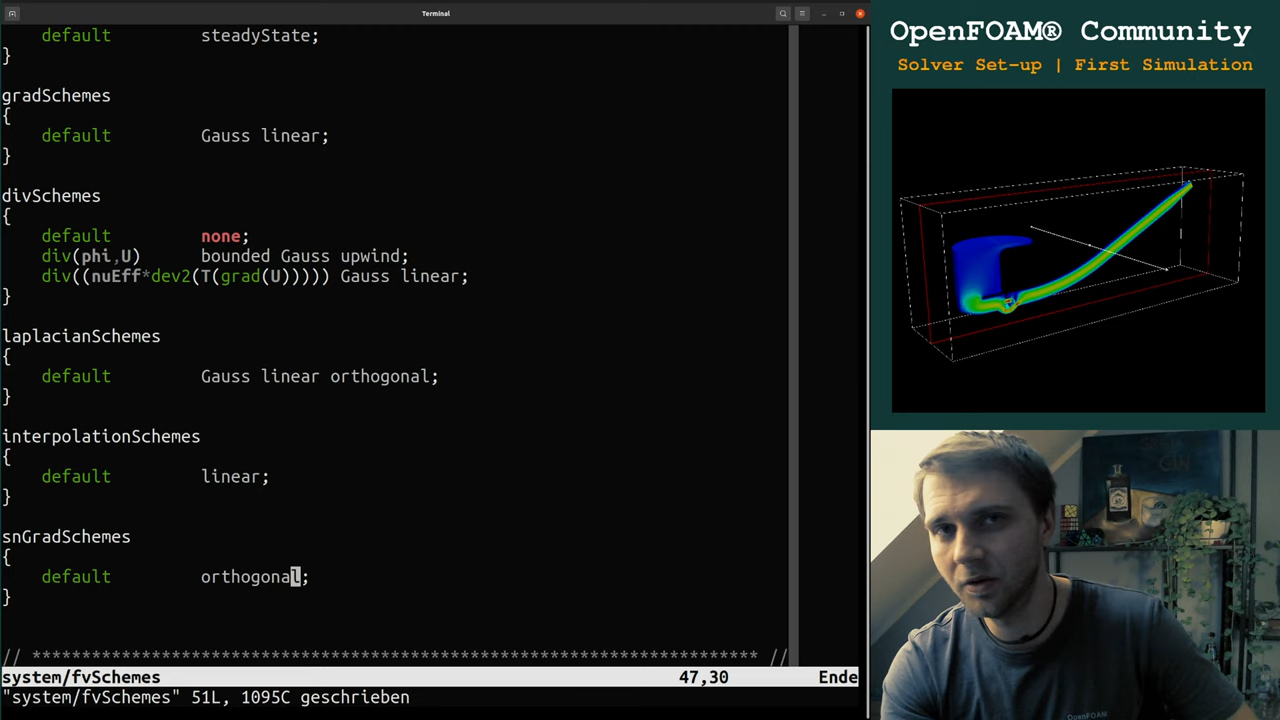 Terminal
default steadyState;
}
gradSchemes
{
default Gauss linear;
}
divSchemes
{
default none;
div(phi,U) bounded Gauss upwind;
div((nuEff*dev2(T(grad(U))))) Gauss linear;
}
laplacianSchemes
{
default Gauss linear orthogonal;
}
interpolationSchemes
{
default linear;
}
snGradSchemes
{
default orthogonal;
}
// ************************************************************************* //
system/fvSchemes 47,30 Ende
"system/fvSchemes" 51L, 1095C geschrieben
OpenFOAM® Community
Solver Set-up | First Simulation
GIN
OpenFOAM®